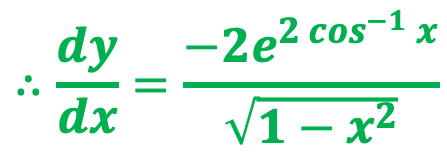 ∴ dy/dx = −2e^(2 cos⁻¹ x) / √(1 − x²)